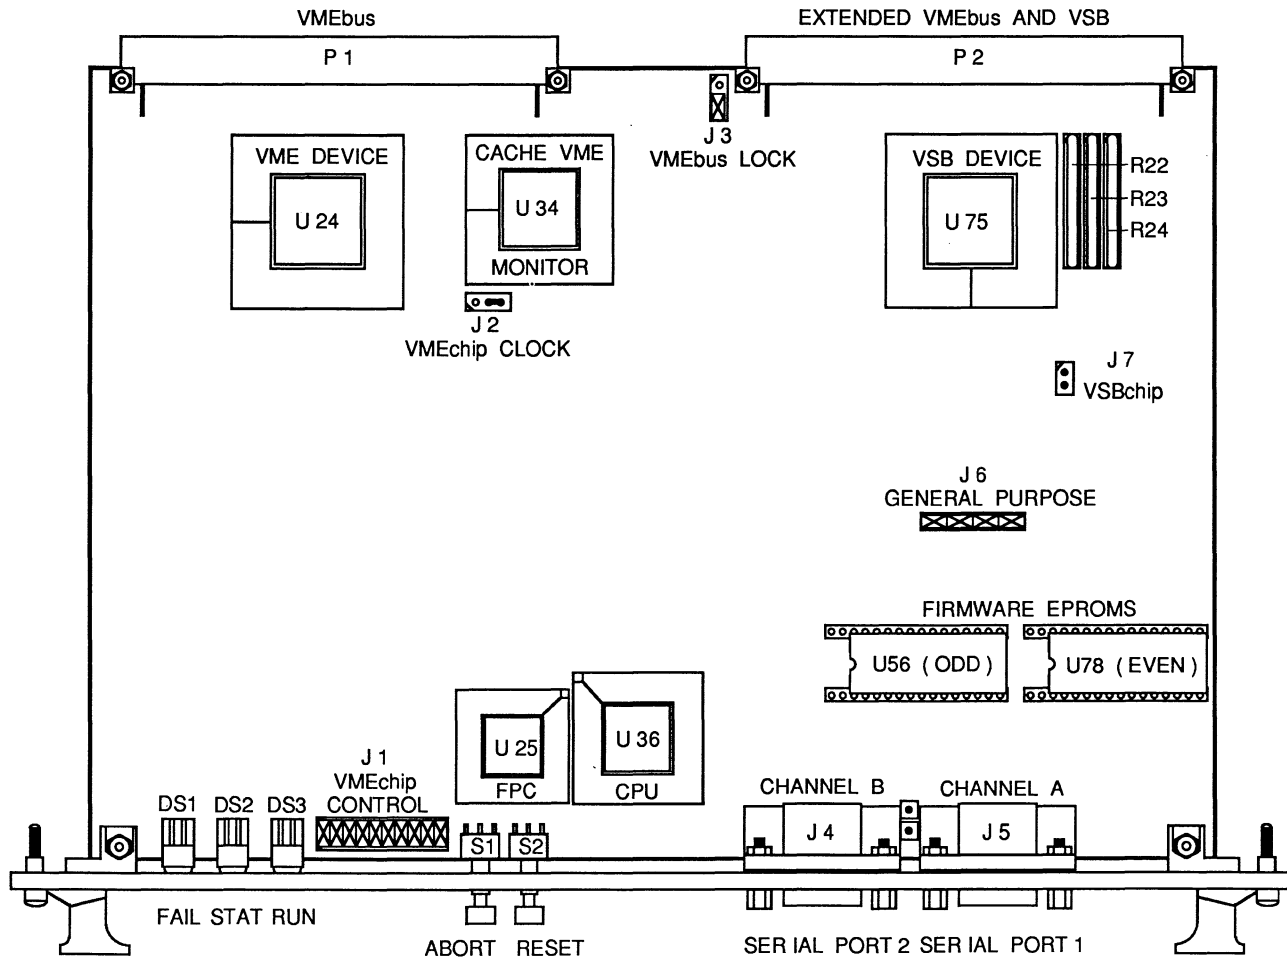 VMEbus
EXTENDED VMEbus AND VSB
P 1
P 2
J 3
VMEbus LOCK
VME DEVICE
U 24
CACHE VME
U 34
MONITOR
VSB DEVICE
U 75
R22
R23
R24
J 2
VMEchip CLOCK
J 7
VSBchip
J 6
GENERAL PURPOSE
FIRMWARE EPROMS
U56 ( ODD )
U78 ( EVEN )
U 25
FPC
U 36
CPU
J 1
VMEchip
CONTROL
DS1 DS2 DS3
S1 S2
CHANNEL B
CHANNEL A
J 4
J 5
FAIL STAT RUN
ABORT RESET
SER IAL PORT 2 SER IAL PORT 1